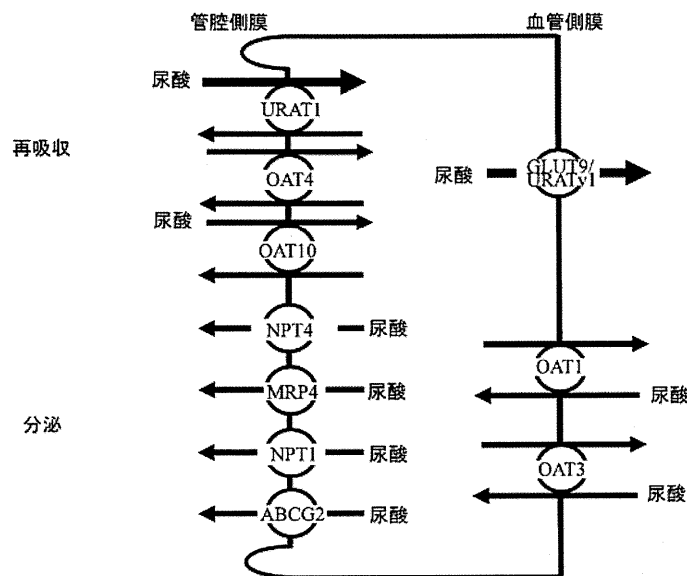 管腔側膜
血管側膜
尿酸
URAT1
再吸収
OAT4
尿酸
GLUT9/
URATv1
尿酸
OAT10
NPT4
尿酸
OAT1
MRP4
尿酸
尿酸
分泌
NPT1
尿酸
OAT3
尿酸
ABCG2
尿酸